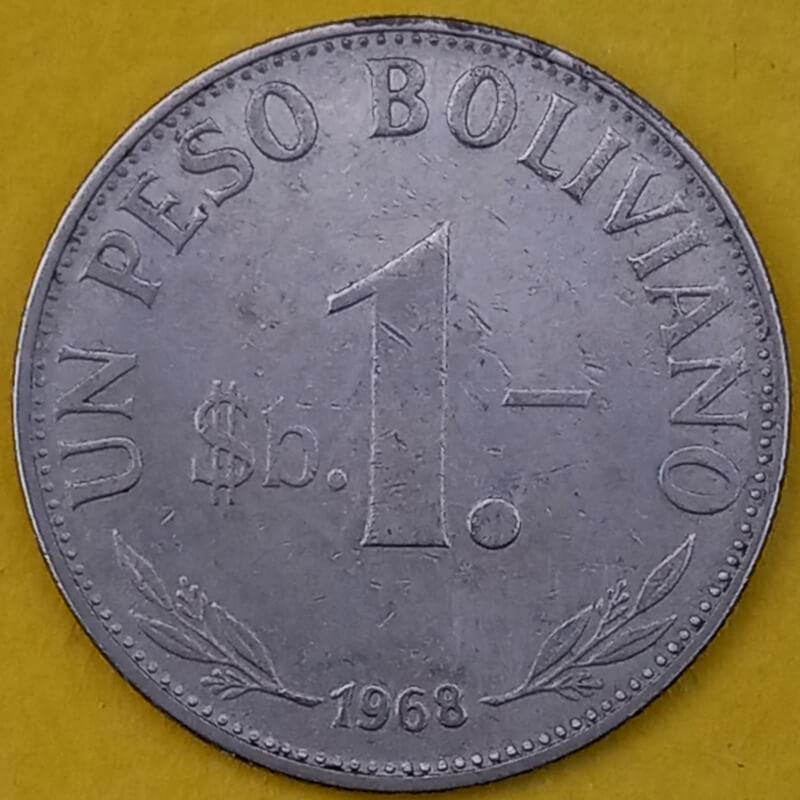 UN PESO BOLIVIANO
$b. 1.-
1968